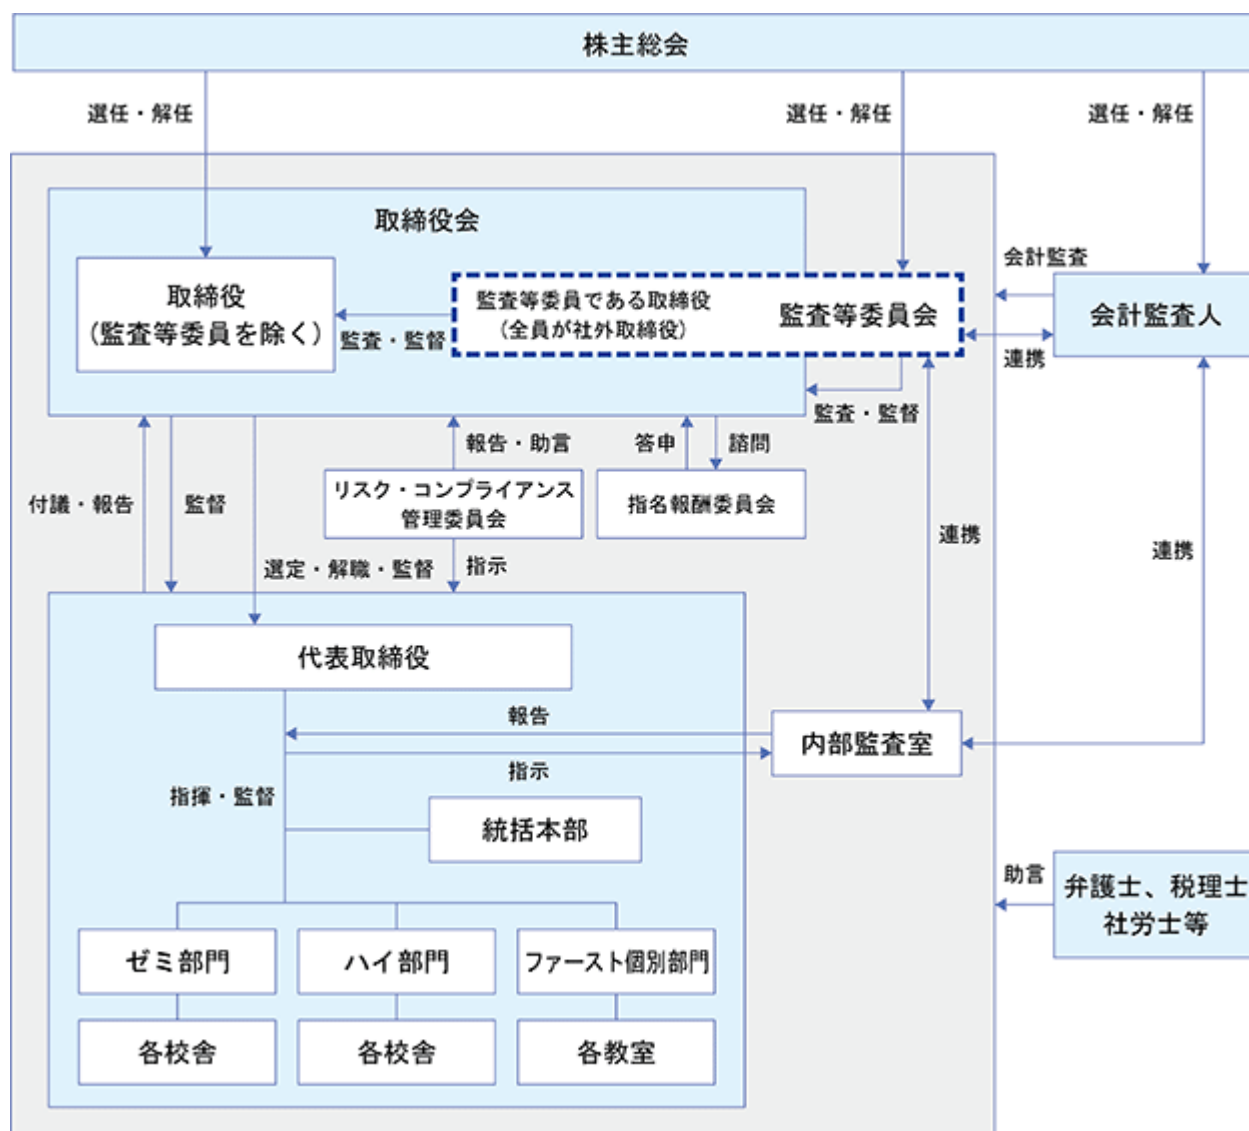 株主総会
選任・解任
選任・解任
選任・解任
取締役会
取締役
(監査等委員を除く)
監査・監督
監査等委員である取締役
(全員が社外取締役)
監査等委員会
会計監査
会計監査人
連携
監査・監督
報告・助言
答申
諮問
付議・報告
監督
リスク・コンプライアンス
管理委員会
指名報酬委員会
選定・解職・監督
指示
連携
連携
代表取締役
報告
内部監査室
指示
指揮・監督
統括本部
助言
弁護士、税理士
社労士等
ゼミ部門
ハイ部門
ファースト個別部門
各校舎
各校舎
各教室